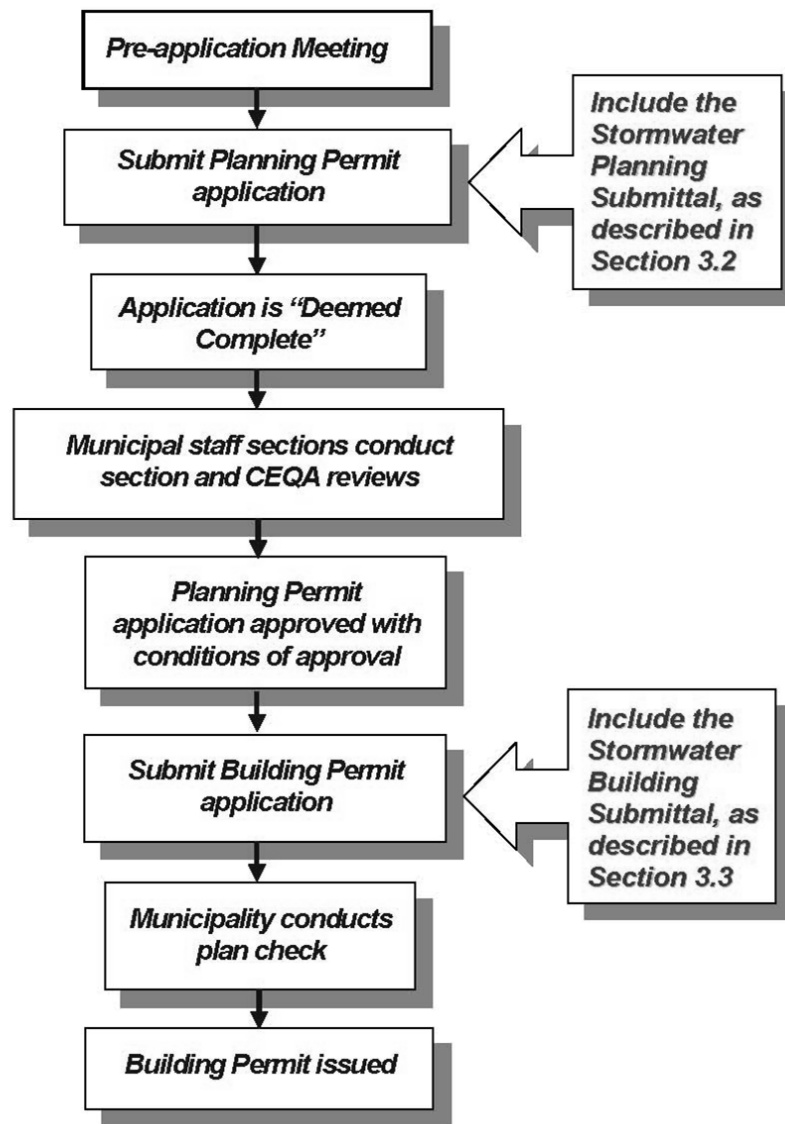 Pre-application Meeting
Submit Planning Permit
application
Include the
Stormwater
Planning
Submittal, as
described in
Section 3.2
Application is “Deemed
Complete”
Municipal staff sections conduct
section and CEQA reviews
Planning Permit
application approved with
conditions of approval
Submit Building Permit
application
Include the
Stormwater
Building
Submittal, as
described in
Section 3.3
Municipality conducts
plan check
Building Permit issued